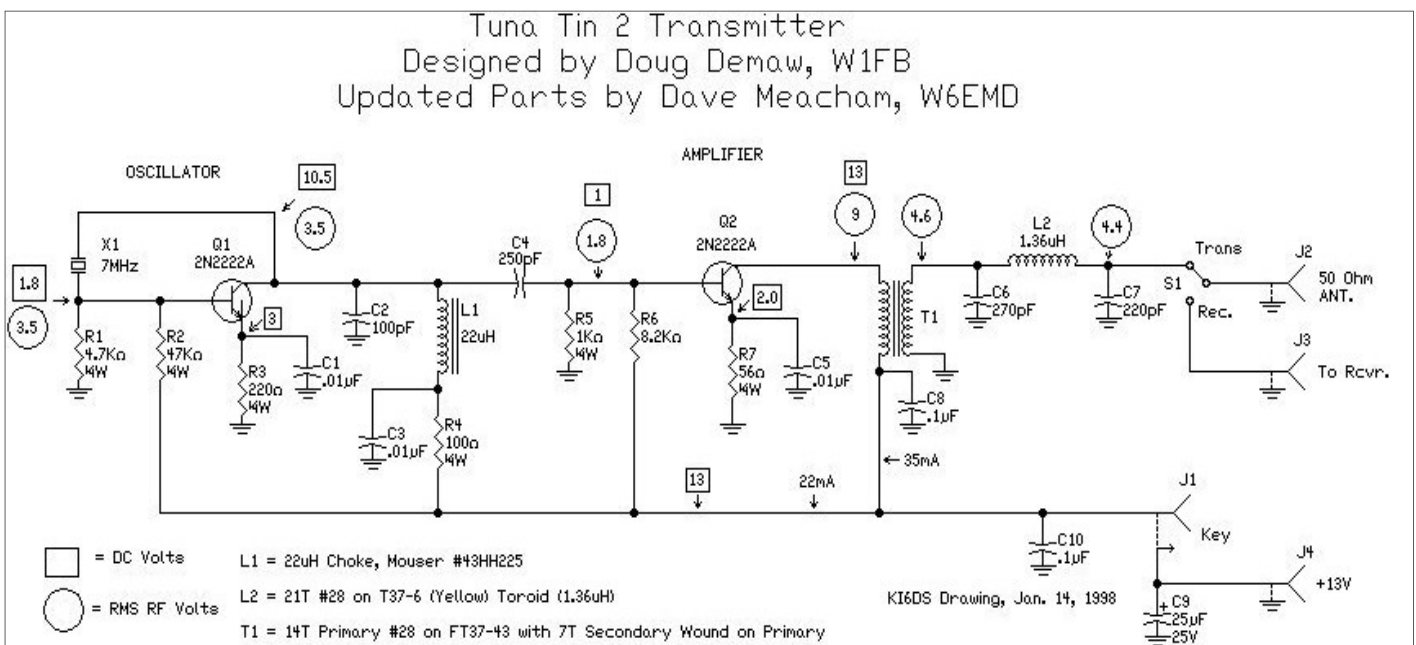 Tuna Tin 2 Transmitter
Designed by Doug Demaw, W1FB
Updated Parts by Dave Meacham, W6EMD
OSCILLATOR
AMPLIFIER
10.5
3.5
X1
7MHz
Q1
2N2222A
1.8
3.5
R1
4.7KΩ
¼W
R2
47KΩ
¼W
3
R3
220Ω
¼W
C1
.01µF
C2
100pF
L1
22uH
C3
.01µF
R4
100Ω
¼W
C4
250pF
1
1.8
R5
1KΩ
¼W
R6
8.2KΩ
Q2
2N2222A
2.0
R7
56Ω
¼W
C5
.01µF
13
9
4.6
T1
C8
.1µF
35mA
13
22mA
C6
270pF
L2
1.36uH
4.4
C7
220pF
Trans
S1
Rec.
J2
50 Ohm
ANT.
J3
To Rcvr.
J1
Key
C10
.1µF
J4
+13V
+
C9
25µF
25V
= DC Volts
= RMS RF Volts
L1 = 22uH Choke, Mouser #43HH225
L2 = 21T #28 on T37-6 (Yellow) Toroid (1.36uH)
T1 = 14T Primary #28 on FT37-43 with 7T Secondary Wound on Primary
KI6DS Drawing, Jan. 14, 1998